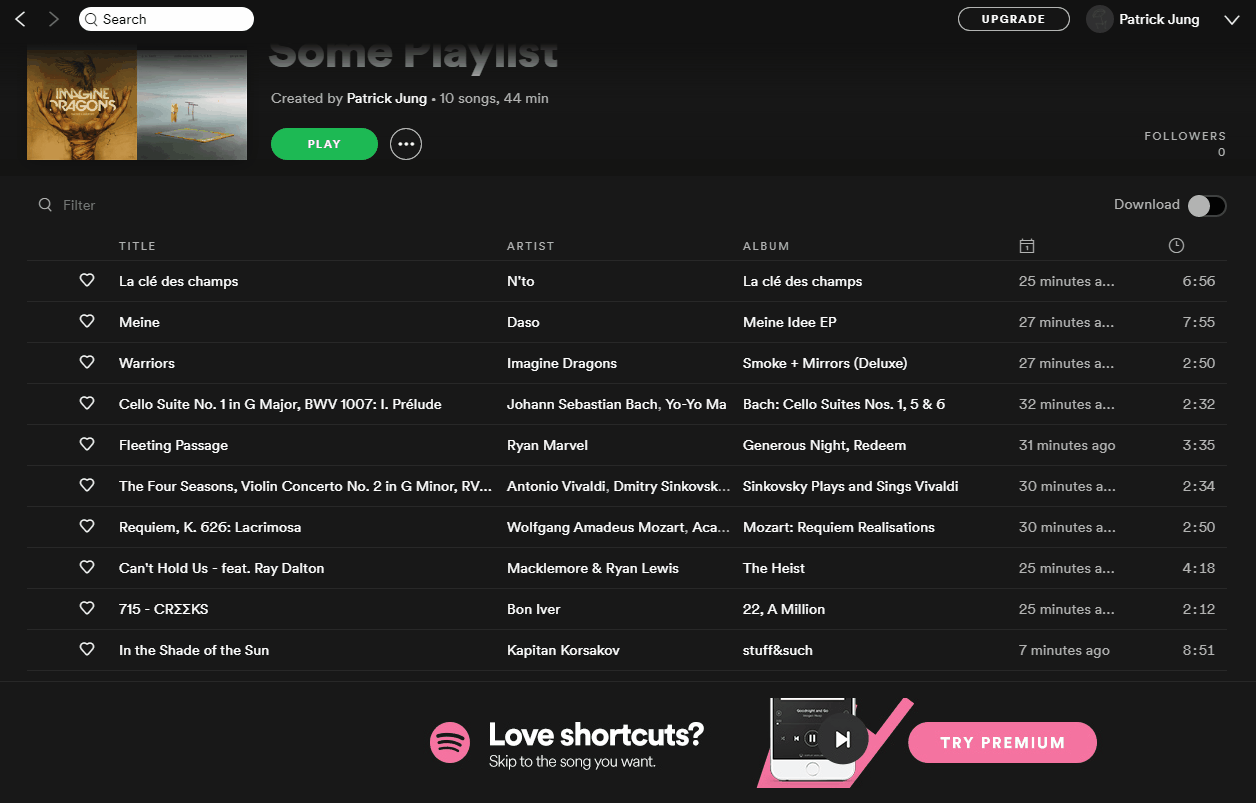 Search
UPGRADE
Patrick Jung
Some Playlist
IMAGINE DRAGONS
Created by Patrick Jung • 10 songs, 44 min
PLAY
FOLLOWERS
0
Filter
Download
TITLE ARTIST ALBUM
La clé des champs N'to La clé des champs 25 minutes a... 6:56
Meine Daso Meine Idee EP 27 minutes a... 7:55
Warriors Imagine Dragons Smoke + Mirrors (Deluxe) 27 minutes a... 2:50
Cello Suite No. 1 in G Major, BWV 1007: I. Prélude Johann Sebastian Bach, Yo-Yo Ma Bach: Cello Suites Nos. 1, 5 & 6 32 minutes a... 2:32
Fleeting Passage Ryan Marvel Generous Night, Redeem 31 minutes ago 3:35
The Four Seasons, Violin Concerto No. 2 in G Minor, RV... Antonio Vivaldi, Dmitry Sinkovsk... Sinkovsky Plays and Sings Vivaldi 30 minutes a... 2:34
Requiem, K. 626: Lacrimosa Wolfgang Amadeus Mozart, Aca... Mozart: Requiem Realisations 30 minutes a... 2:50
Can't Hold Us - feat. Ray Dalton Macklemore & Ryan Lewis The Heist 25 minutes a... 4:18
715 - CRΣΣKS Bon Iver 22, A Million 25 minutes a... 2:12
In the Shade of the Sun Kapitan Korsakov stuff&such 7 minutes ago 8:51
Love shortcuts?
Skip to the song you want.
TRY PREMIUM